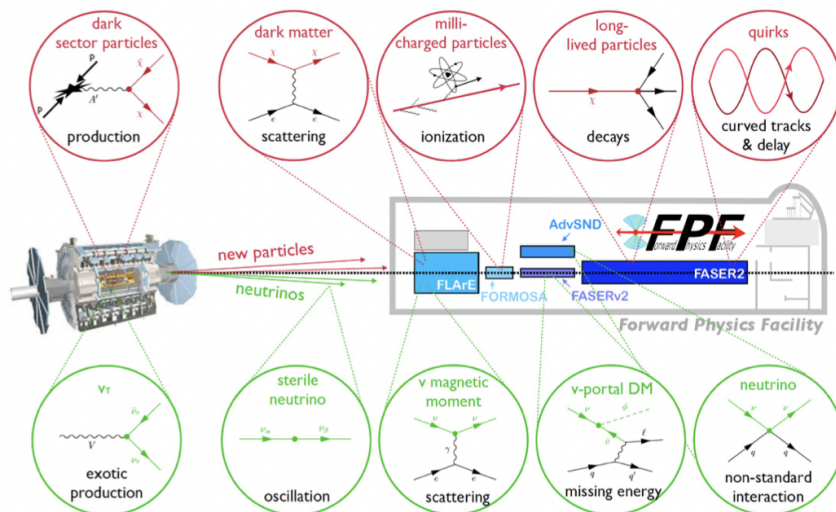 dark
sector particles
p
p
A'
χ̄
χ
production
dark matter
χ
χ
e
e
scattering
milli-
charged particles
ionization
long-
lived particles
χ
decays
quirks
curved tracks
& delay
new particles
neutrinos
AdvSND
FPF
Forward Physics Facility
FLArE
FORMOSA
FASERν2
FASER2
Forward Physics Facility
ντ
V
ν̄τ
ντ
exotic
production
sterile
neutrino
oscillation
ν magnetic
moment
ν
ν
γ
e
e
scattering
ν-portal DM
ν
ϕ
ℓ
q
q'
missing energy
neutrino
ν
ν
q
q
non-standard
interaction